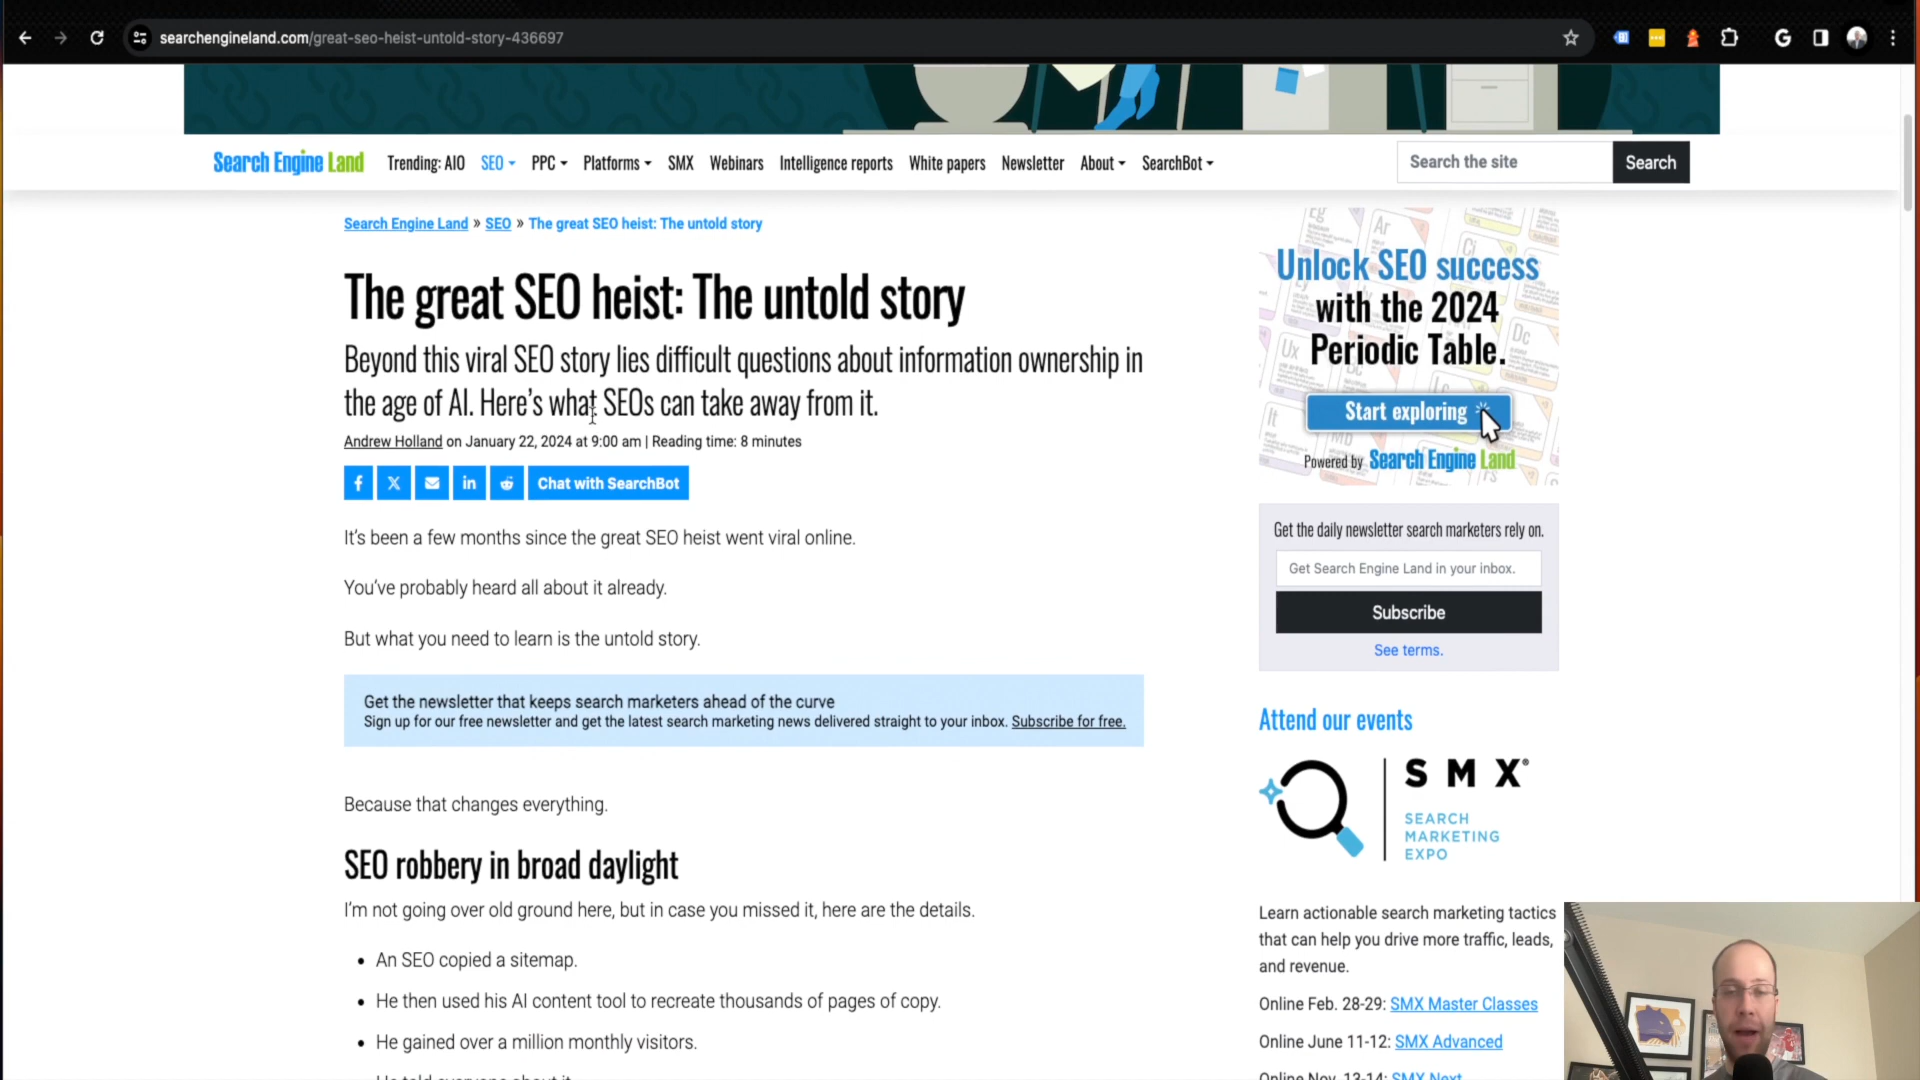 searchengineland.com/great-seo-heist-untold-story-436697
Search Engine Land
Trending: AIO
SEO
PPC
Platforms
SMX
Webinars
Intelligence reports
White papers
Newsletter
About
SearchBot
Search the site
Search
Search Engine Land » SEO » The great SEO heist: The untold story
The great SEO heist: The untold story
Beyond this viral SEO story lies difficult questions about information ownership in
the age of AI. Here's what SEOs can take away from it.
Andrew Holland on January 22, 2024 at 9:00 am | Reading time: 8 minutes
Chat with SearchBot
It's been a few months since the great SEO heist went viral online.
You've probably heard all about it already.
But what you need to learn is the untold story.
Get the newsletter that keeps search marketers ahead of the curve
Sign up for our free newsletter and get the latest search marketing news delivered straight to your inbox. Subscribe for free.
Because that changes everything.
SEO robbery in broad daylight
I'm not going over old ground here, but in case you missed it, here are the details.
• An SEO copied a sitemap.
• He then used his AI content tool to recreate thousands of pages of copy.
• He gained over a million monthly visitors.
Unlock SEO success
with the 2024
Periodic Table.
Start exploring
Powered by Search Engine Land
Get the daily newsletter search marketers rely on.
Get Search Engine Land in your inbox.
Subscribe
See terms.
Attend our events
SMX®
SEARCH
MARKETING
EXPO
Learn actionable search marketing tactics
that can help you drive more traffic, leads,
and revenue.
Online Feb. 28-29: SMX Master Classes
Online June 11-12: SMX Advanced
Online Nov. 13-14: SMX Next